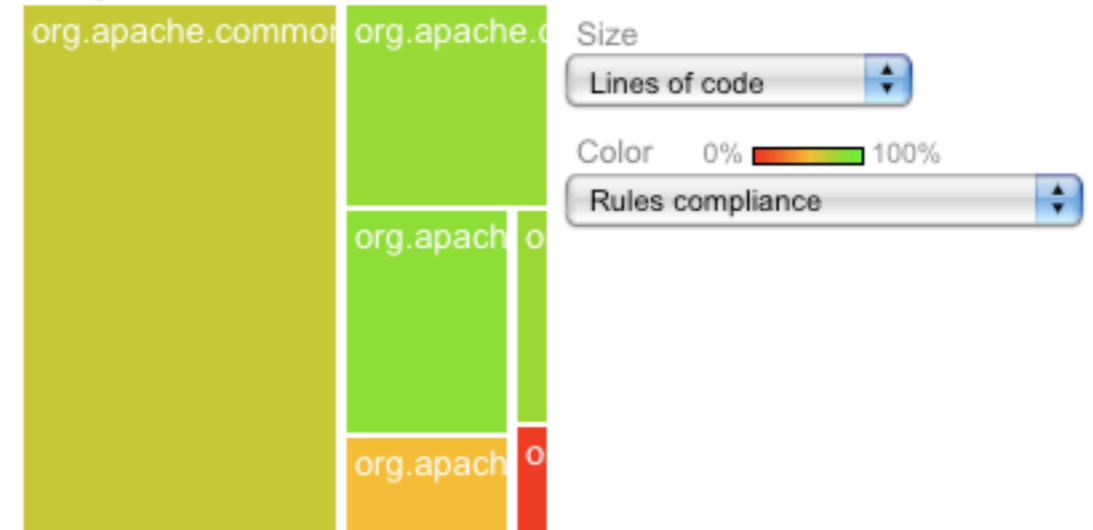 org.apache.commor
org.apache.c
Size
Lines of code
Color 0% 100%
Rules compliance
org.apach
o
org.apach
o